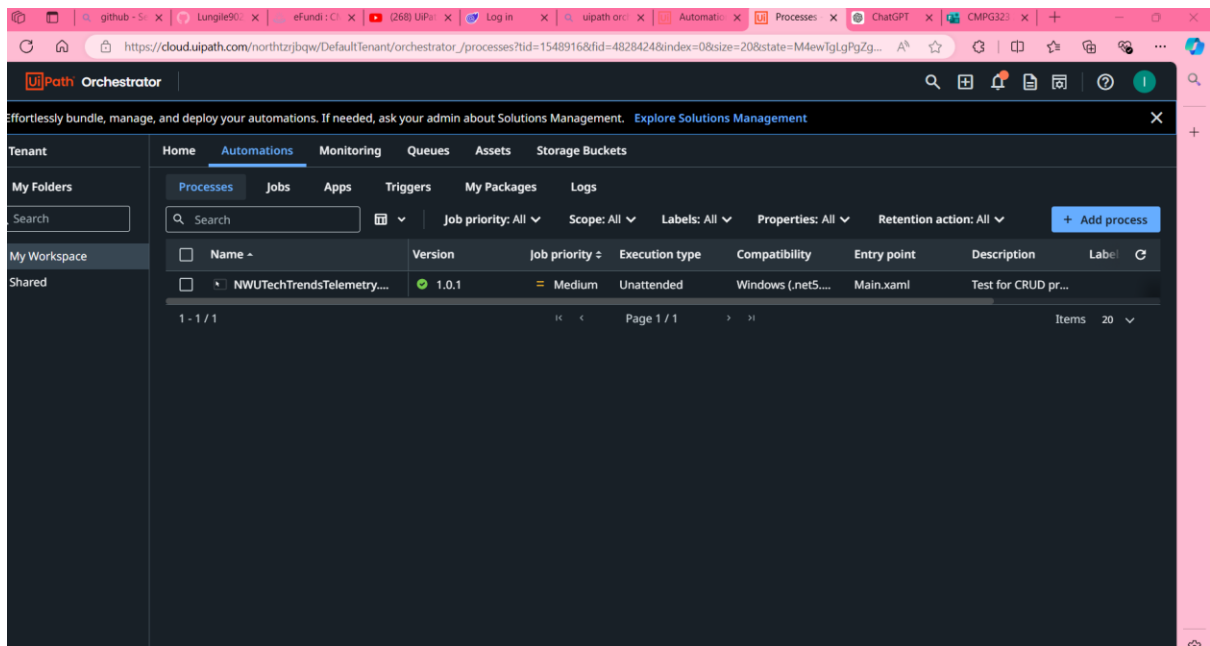 github - Se Lungile902 eFundi : CM (268) UiPat Log in uipath orc Automatio Processes ChatGPT CMPG323
https://cloud.uipath.com/northtzrjbqw/DefaultTenant/orchestrator_/processes?tid=1548916&fid=4828424&index=0&size=20&state=M4ewTgLgPgZg...
UiPath Orchestrator
Effortlessly bundle, manage, and deploy your automations. If needed, ask your admin about Solutions Management. Explore Solutions Management
Tenant Home Automations Monitoring Queues Assets Storage Buckets
My Folders Processes Jobs Apps Triggers My Packages Logs
Search Search Job priority: All Scope: All Labels: All Properties: All Retention action: All + Add process
My Workspace Name Version Job priority Execution type Compatibility Entry point Description Label
Shared NWUTechTrendsTelemetry.... 1.0.1 Medium Unattended Windows (.net5.... Main.xaml Test for CRUD pr...
1 - 1 / 1 Page 1 / 1 Items 20